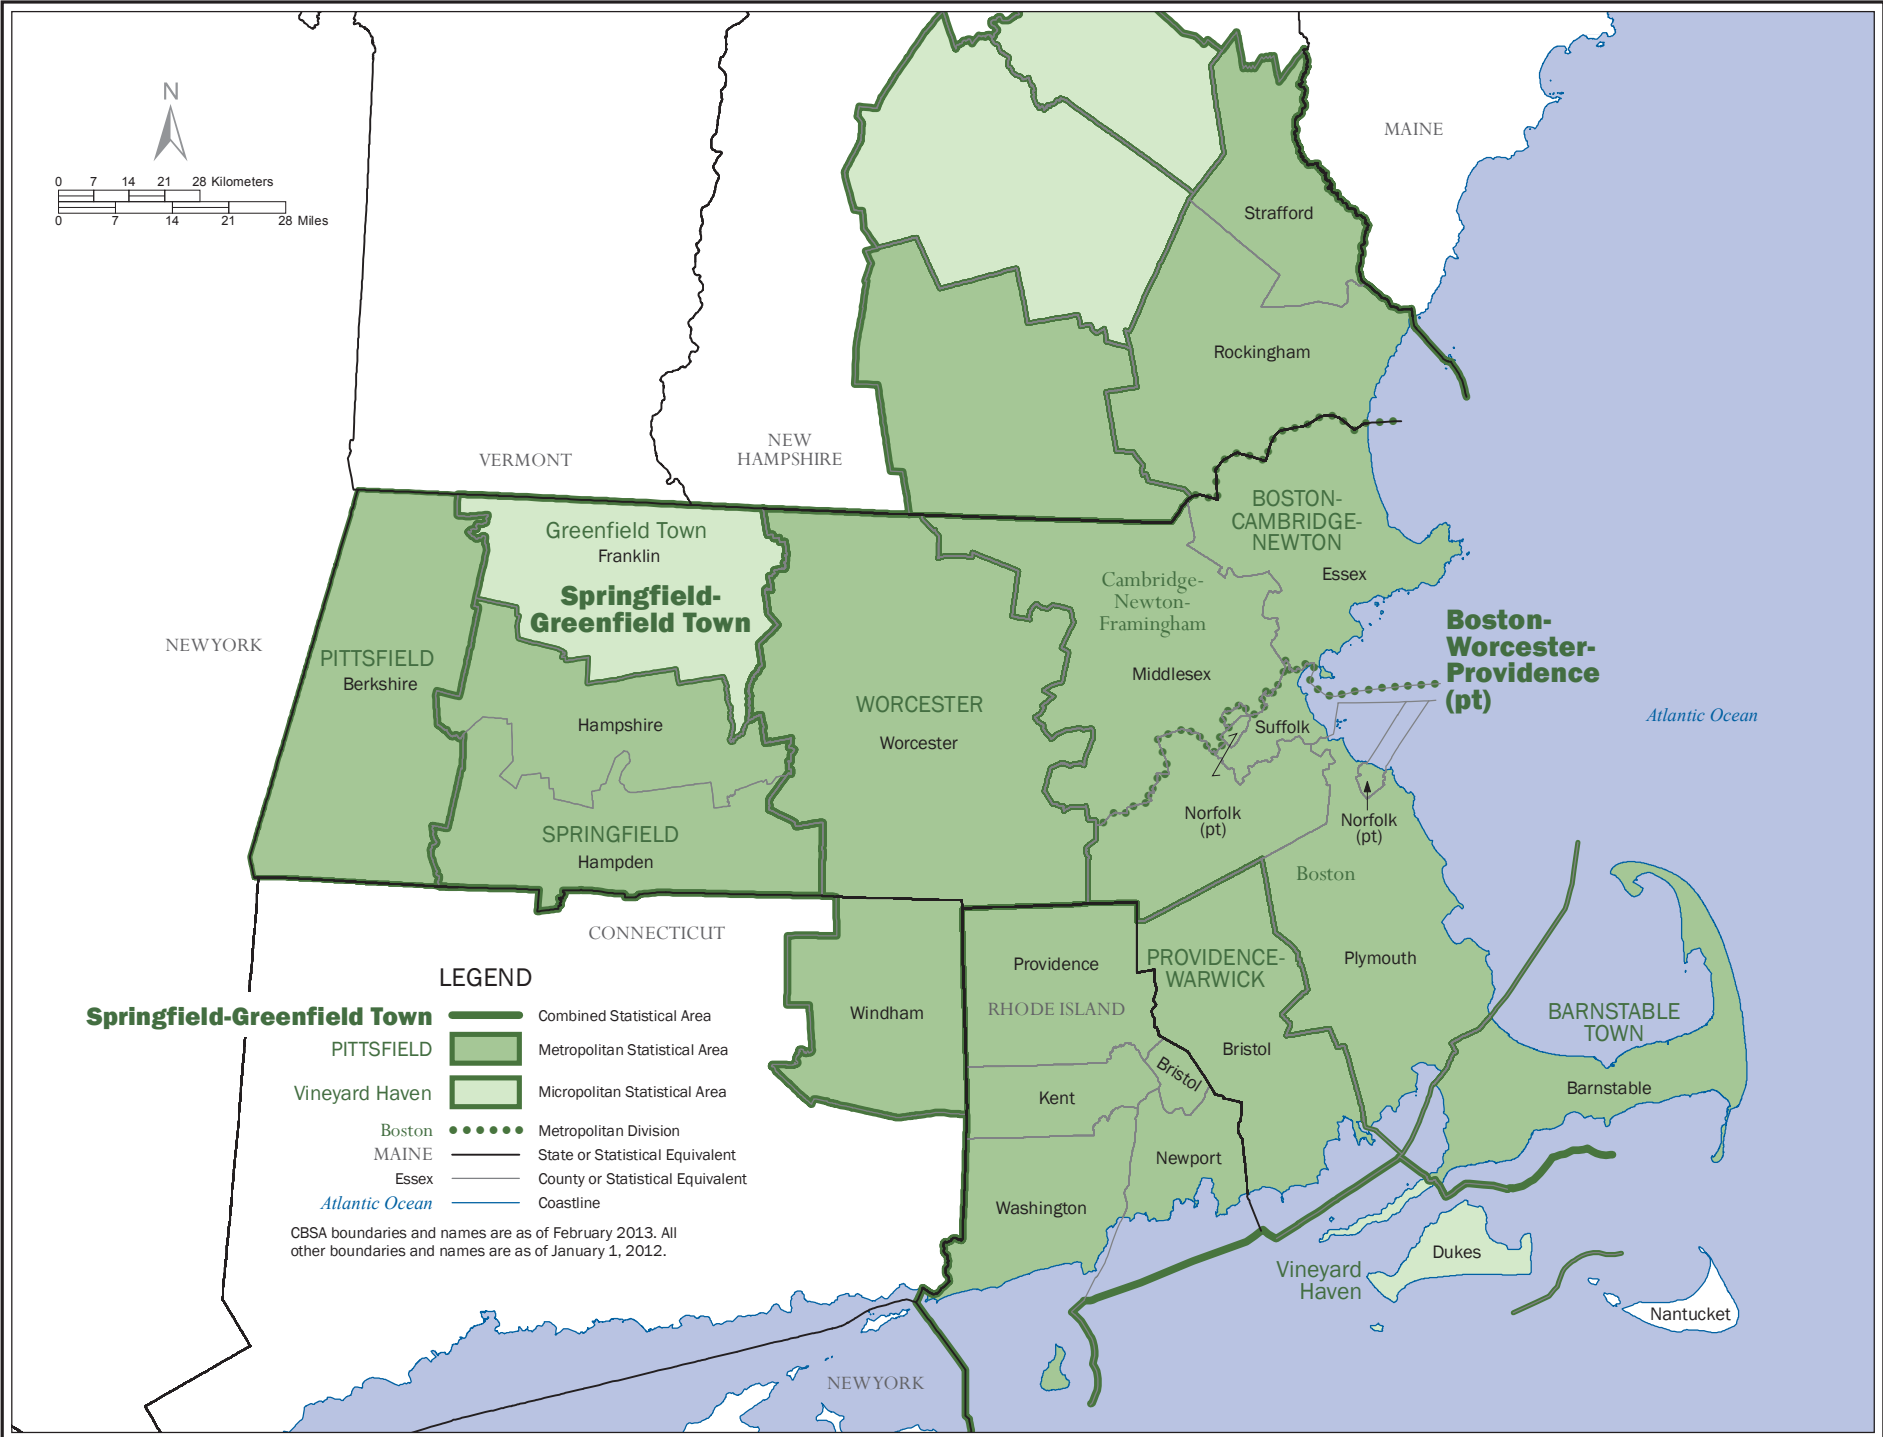 N
0 7 14 21 28 Kilometers
0 7 14 21 28 Miles
MAINE
Strafford
Rockingham
VERMONT
NEW
HAMPSHIRE
BOSTON-
CAMBRIDGE-
NEWTON
Essex
Greenfield Town
Franklin
Springfield-
Greenfield Town
Cambridge-
Newton-
Framingham
Middlesex
Boston-
Worcester-
Providence
(pt)
NEW YORK
PITTSFIELD
Berkshire
Hampshire
WORCESTER
Worcester
Suffolk
Atlantic Ocean
Norfolk
(pt)
Norfolk
(pt)
SPRINGFIELD
Hampden
Boston
CONNECTICUT
Providence
PROVIDENCE-
WARWICK
Plymouth
RHODE ISLAND
Windham
BARNSTABLE
TOWN
Bristol
Bristol
Barnstable
Kent
Newport
Washington
Dukes
Vineyard
Haven
Nantucket
NEW YORK
LEGEND
Springfield-Greenfield Town Combined Statistical Area
PITTSFIELD Metropolitan Statistical Area
Vineyard Haven Micropolitan Statistical Area
Boston Metropolitan Division
MAINE State or Statistical Equivalent
Essex County or Statistical Equivalent
Atlantic Ocean Coastline
CBSA boundaries and names are as of February 2013. All
other boundaries and names are as of January 1, 2012.